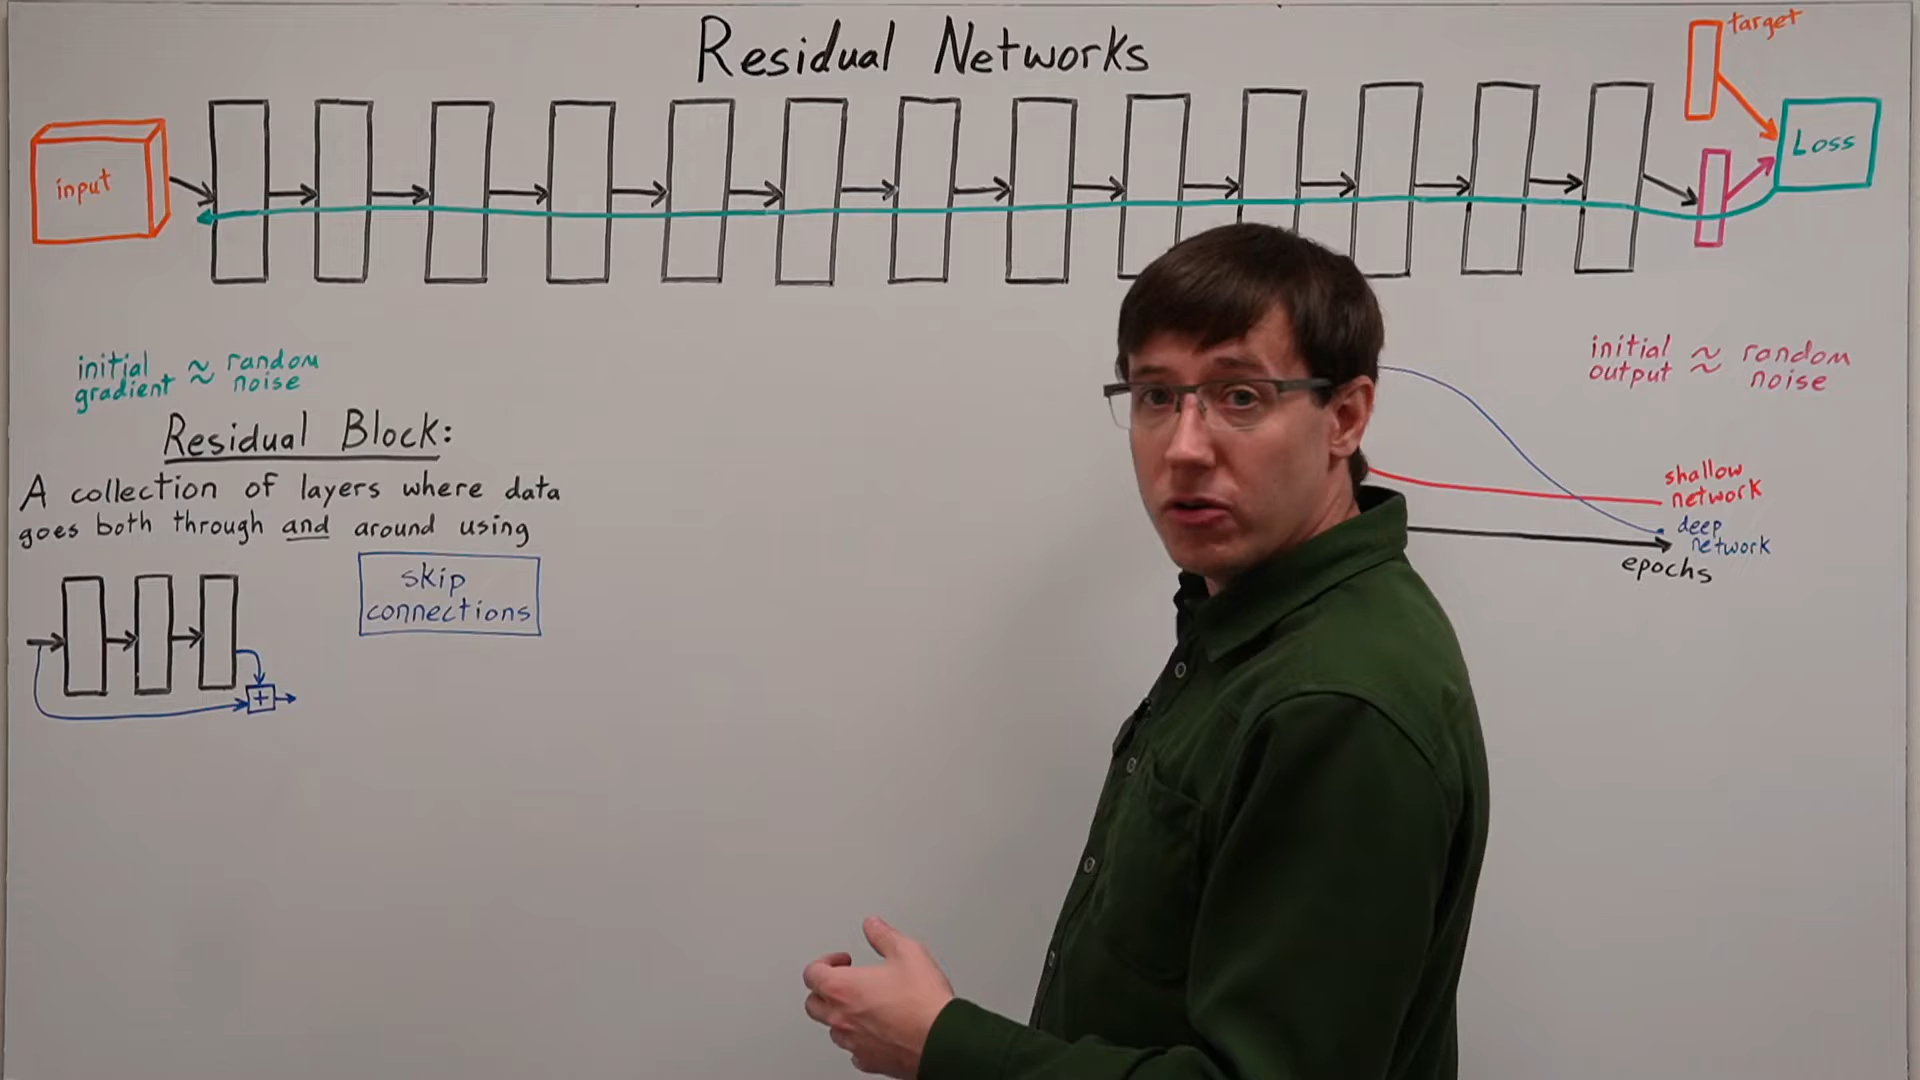 Residual Networks
target
input
Loss
initial ≈ random
gradient noise
initial ≈ random
output noise
Residual Block:
A collection of layers where data
goes both through and around using
skip
connections
+
shallow
network
deep
network
epochs